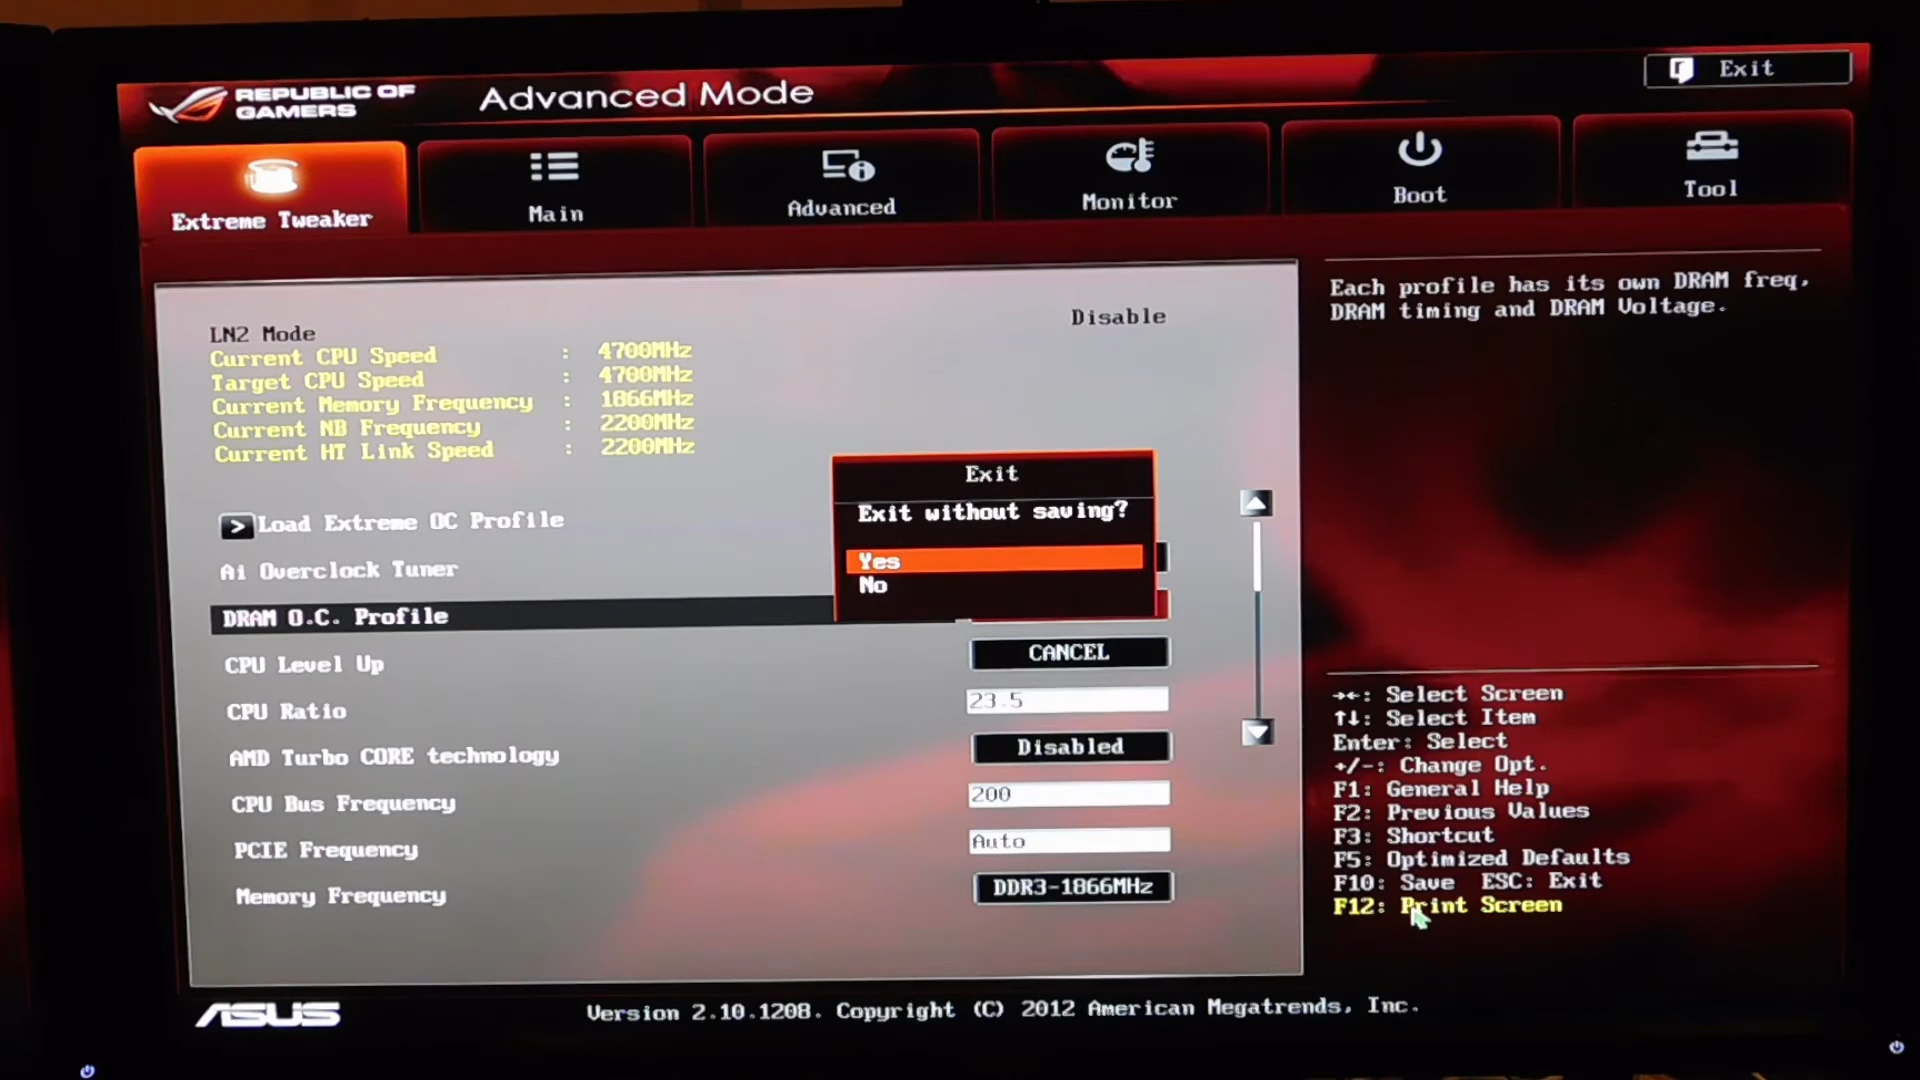 REPUBLIC OF
GAMERS
Advanced Mode
Exit
Extreme Tweaker
Main
Advanced
Monitor
Boot
Tool
LN2 Mode Disable
Current CPU Speed : 4700MHz
Target CPU Speed : 4700MHz
Current Memory Frequency : 1866MHz
Current NB Frequency : 2200MHz
Current HT Link Speed : 2200MHz
> Load Extreme OC Profile
Ai Overclock Tuner
DRAM O.C. Profile
CPU Level Up CANCEL
CPU Ratio 23.5
AMD Turbo CORE technology Disabled
CPU Bus Frequency 200
PCIE Frequency Auto
Memory Frequency DDR3-1866MHz
Exit
Exit without saving?
Yes
No
Each profile has its own DRAM freq,
DRAM timing and DRAM Voltage.
→←: Select Screen
↑↓: Select Item
Enter: Select
+/-: Change Opt.
F1: General Help
F2: Previous Values
F3: Shortcut
F5: Optimized Defaults
F10: Save ESC: Exit
F12: Print Screen
ASUS
Version 2.10.1208. Copyright (C) 2012 American Megatrends, Inc.